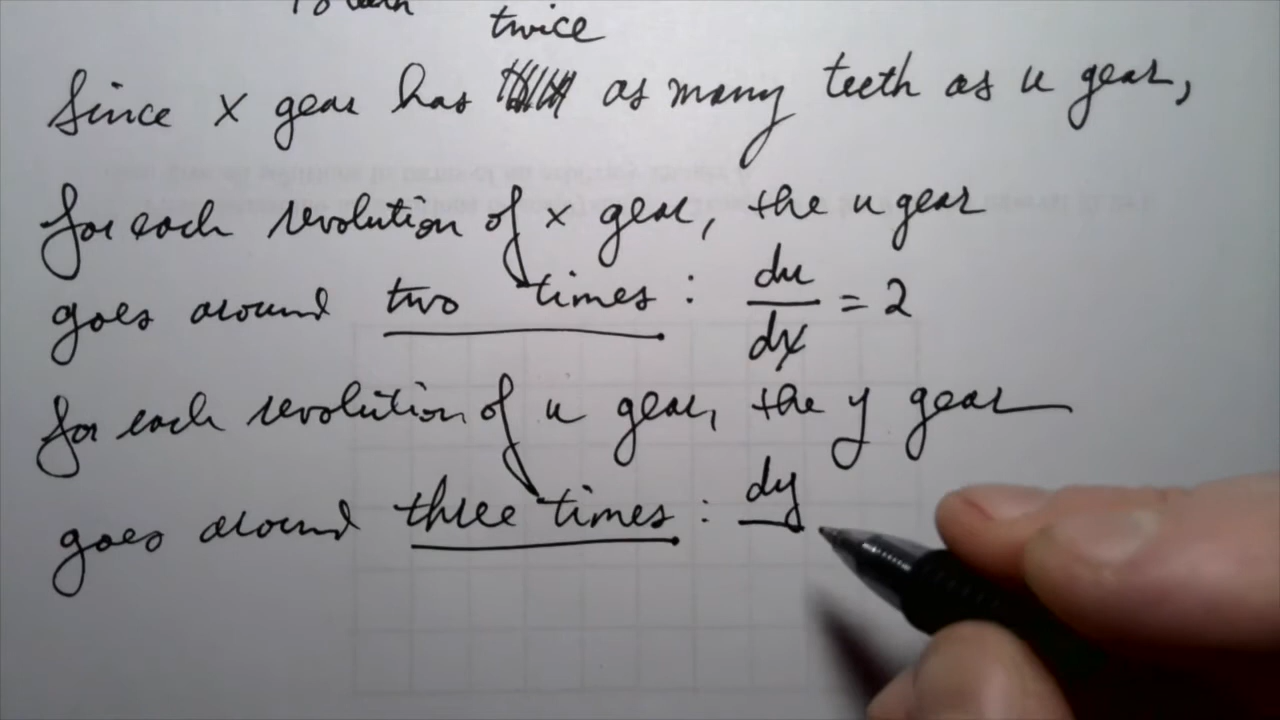 teeth
twice
Since x gear has as many teeth as u gear,
for each revolution of x gear, the u gear
goes around two times : du/dx = 2
for each revolution of u gear, the y gear
goes around three times : dy